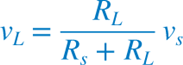 v_L = \frac{R_L}{R_s + R_L} v_s